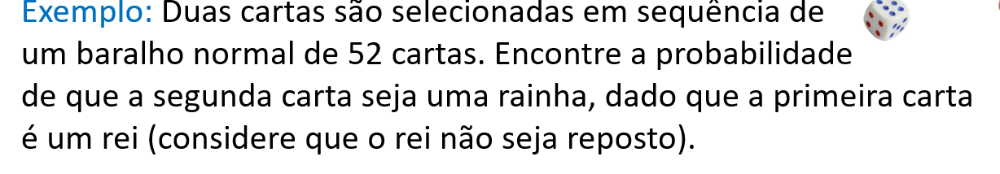 Exemplo: Duas cartas são selecionadas em sequência de
um baralho normal de 52 cartas. Encontre a probabilidade
de que a segunda carta seja uma rainha, dado que a primeira carta
é um rei (considere que o rei não seja reposto).